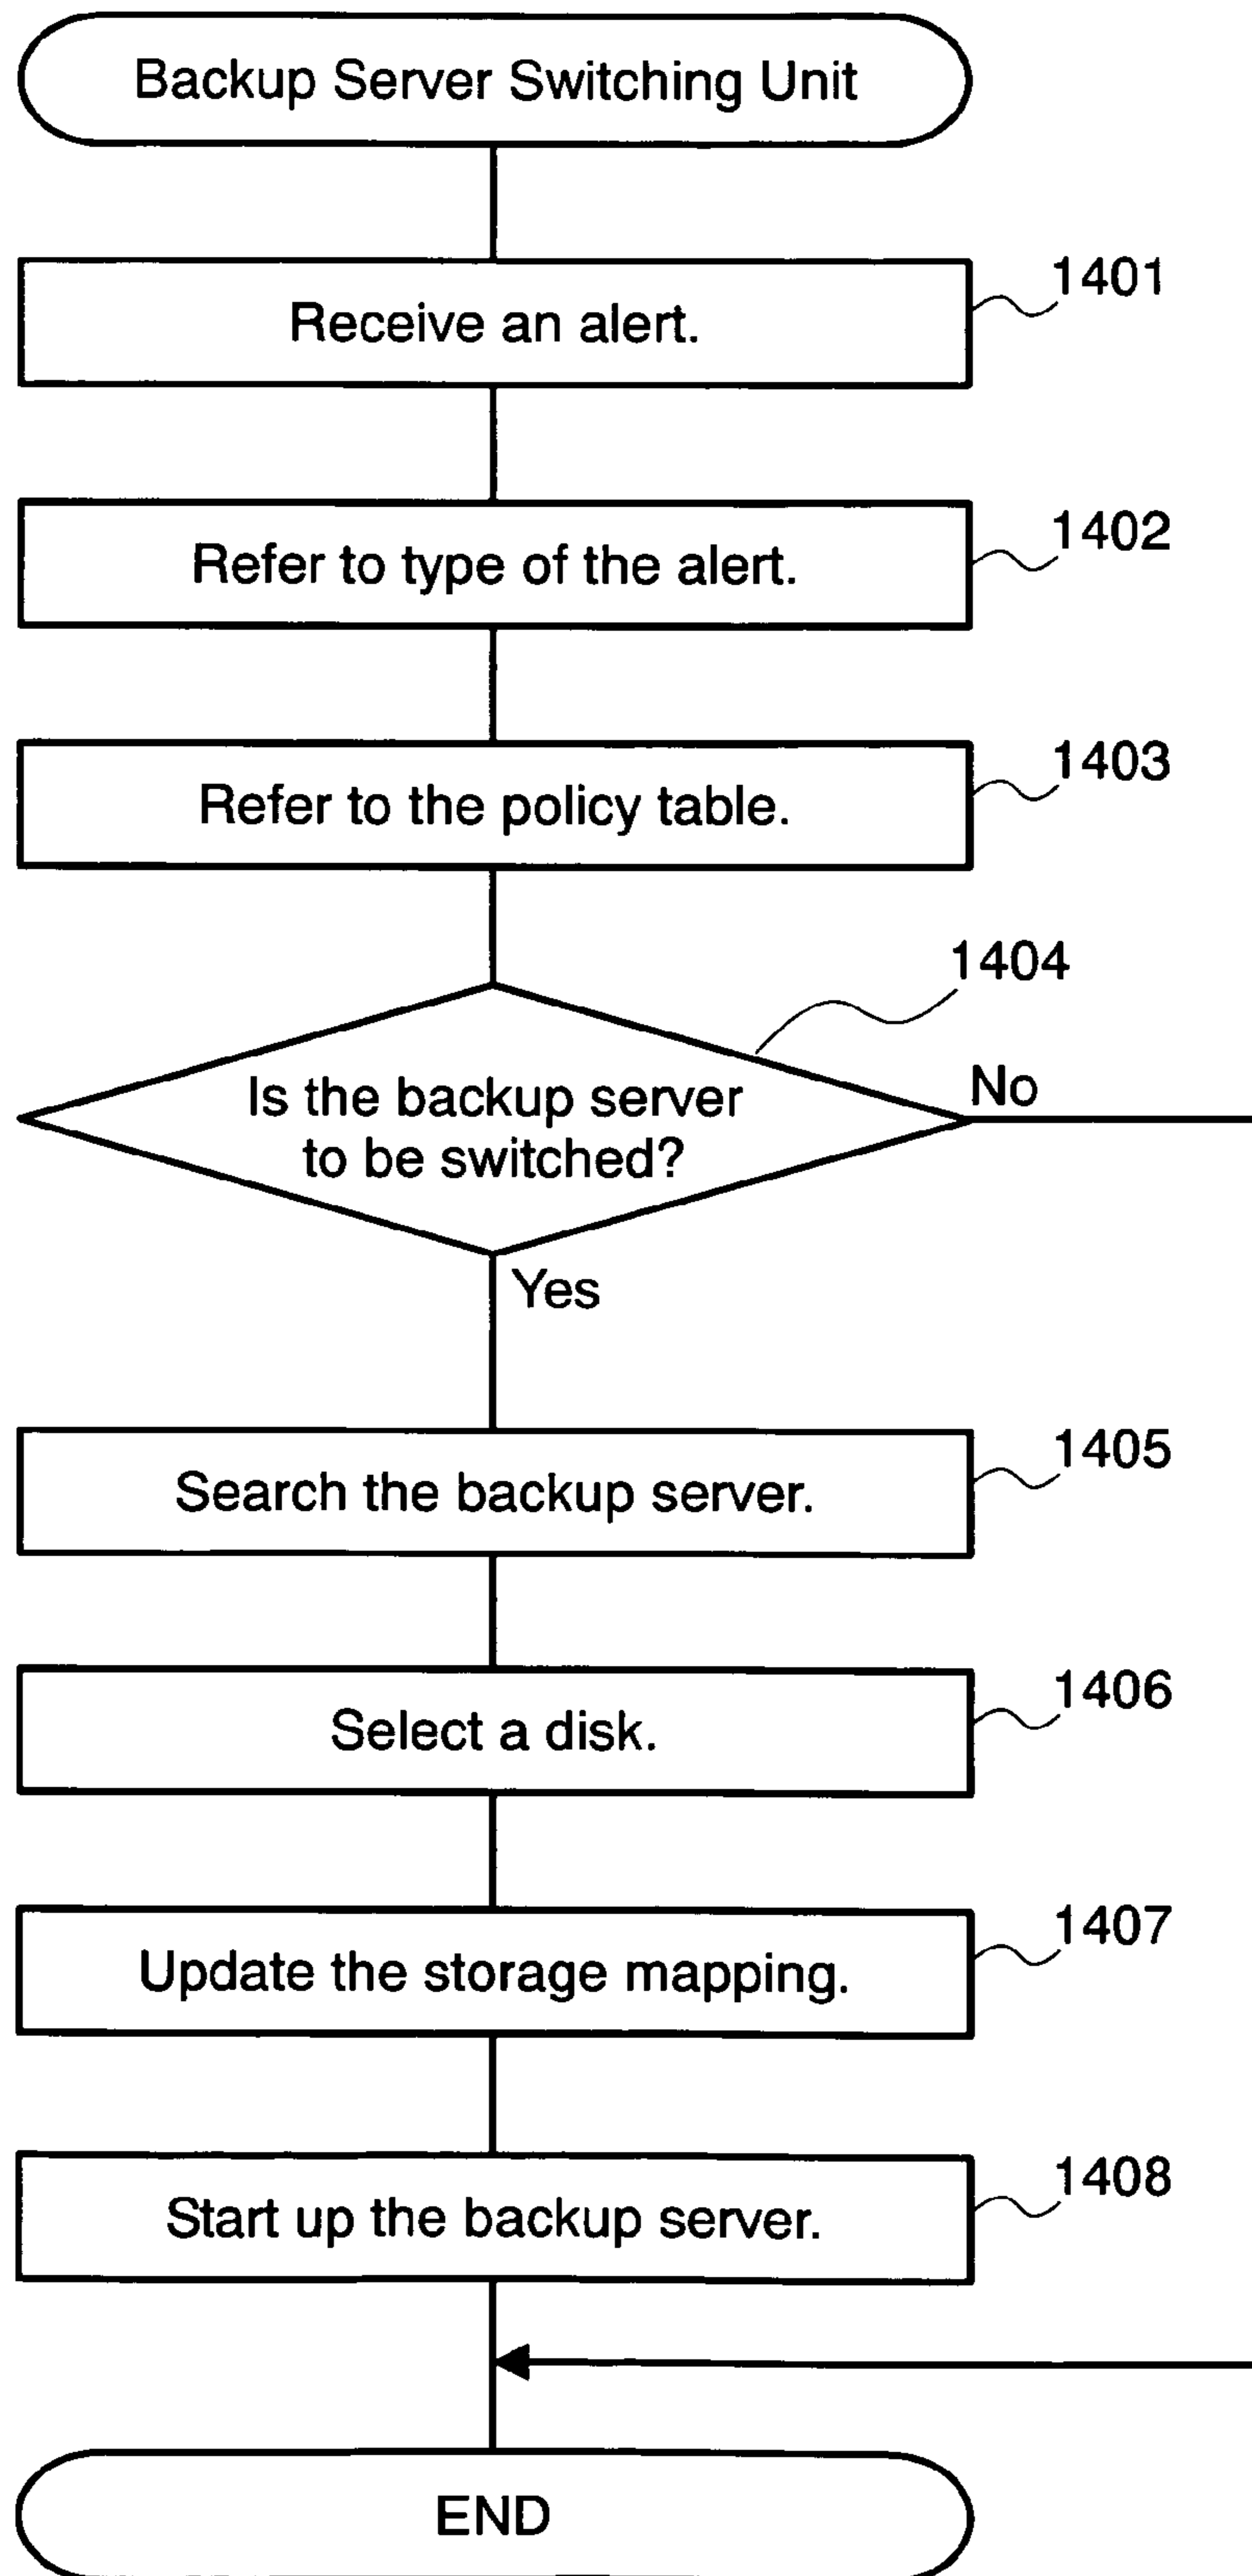 Backup Server Switching Unit
1401
Receive an alert.
1402
Refer to type of the alert.
1403
Refer to the policy table.
1404
Is the backup server
to be switched?
No
Yes
1405
Search the backup server.
1406
Select a disk.
1407
Update the storage mapping.
1408
Start up the backup server.
END